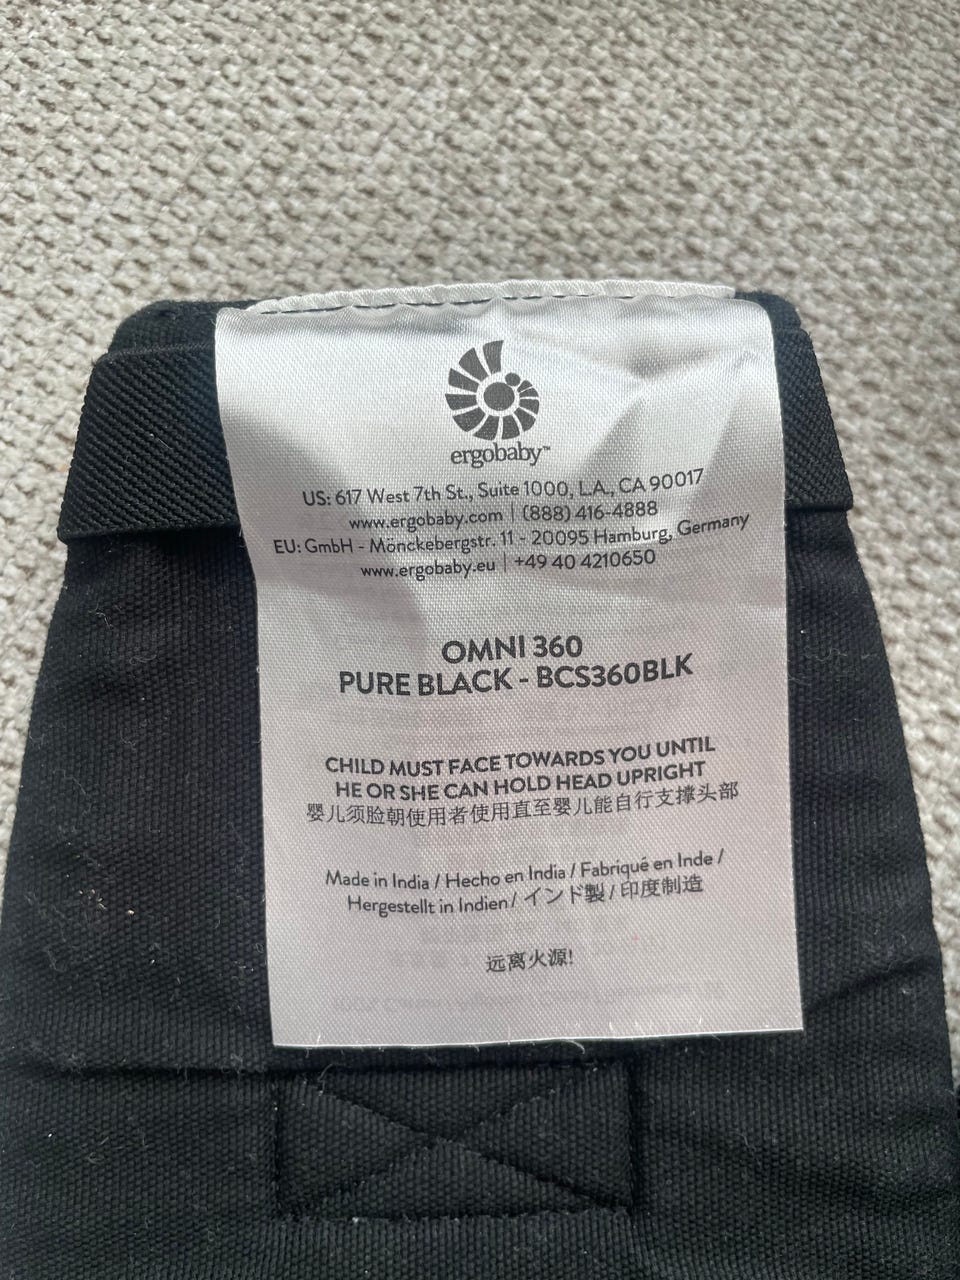 ergobaby™
US: 617 West 7th St., Suite 1000, L.A., CA 90017
www.ergobaby.com | (888) 416-4888
EU: GmbH - Mönckebergstr. 11 - 20095 Hamburg, Germany
www.ergobaby.eu | +49 40 4210650
OMNI 360
PURE BLACK - BCS360BLK
CHILD MUST FACE TOWARDS YOU UNTIL
HE OR SHE CAN HOLD HEAD UPRIGHT
婴儿须脸朝使用者使用直至婴儿能自行支撑头部
Made in India / Hecho en India / Fabriqué en Inde /
Hergestellt in Indien / インド製 / 印度制造
远离火源!